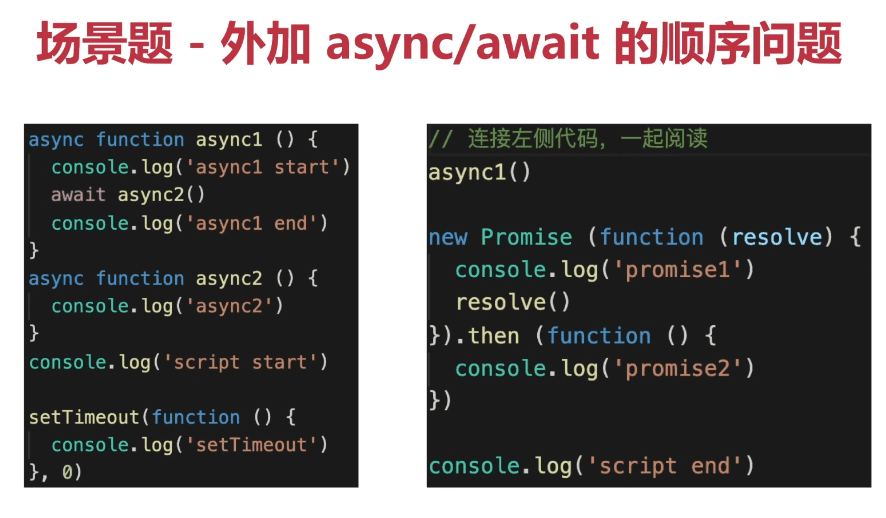 场景题 - 外加 async/await 的顺序问题
async function async1 () {
  console.log('async1 start')
  await async2()
  console.log('async1 end')
}
async function async2 () {
  console.log('async2')
}
console.log('script start')

setTimeout(function () {
  console.log('setTimeout')
}, 0)
// 连接左侧代码，一起阅读
async1()

new Promise (function (resolve) {
  console.log('promise1')
  resolve()
}).then (function () {
  console.log('promise2')
})

console.log('script end')